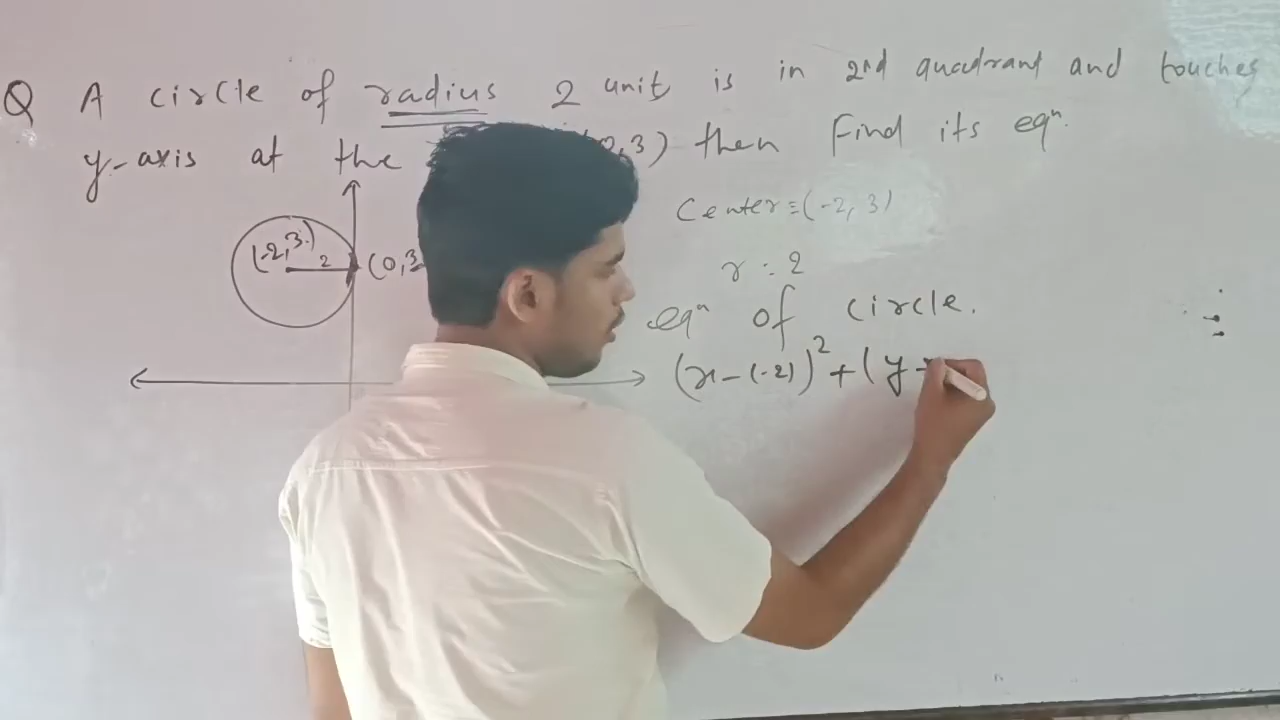 Q A circle of radius 2 unit is in 2nd quadrant and touches
y-axis at the 0,3) then Find its eqⁿ.
Center = (-2, 3)
(-2,3) 2 (0,3
r = 2
eqⁿ of circle.
(x-(-2))² + (y -